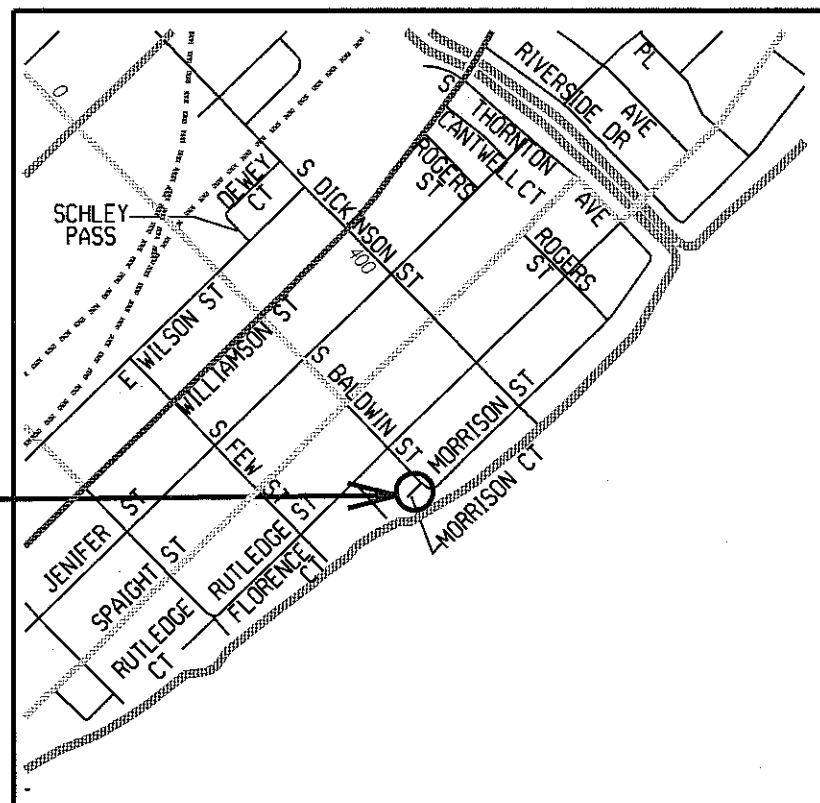 PL
RIVERSIDE DR
AVE
S THORNTON AVE
CANTWELL CT
ROGERS ST
ROGERS ST
0
DEWEY CT
S DICKINSON ST
400
SCHLEY PASS
E WILSON ST
WILLIAMSON ST
S BALDWIN ST
S FEW ST
MORRISON ST
MORRISON CT
JENIFER ST
SPAIGHT ST
RUTLEDGE ST
RUTLEDGE CT
FLORENCE CT